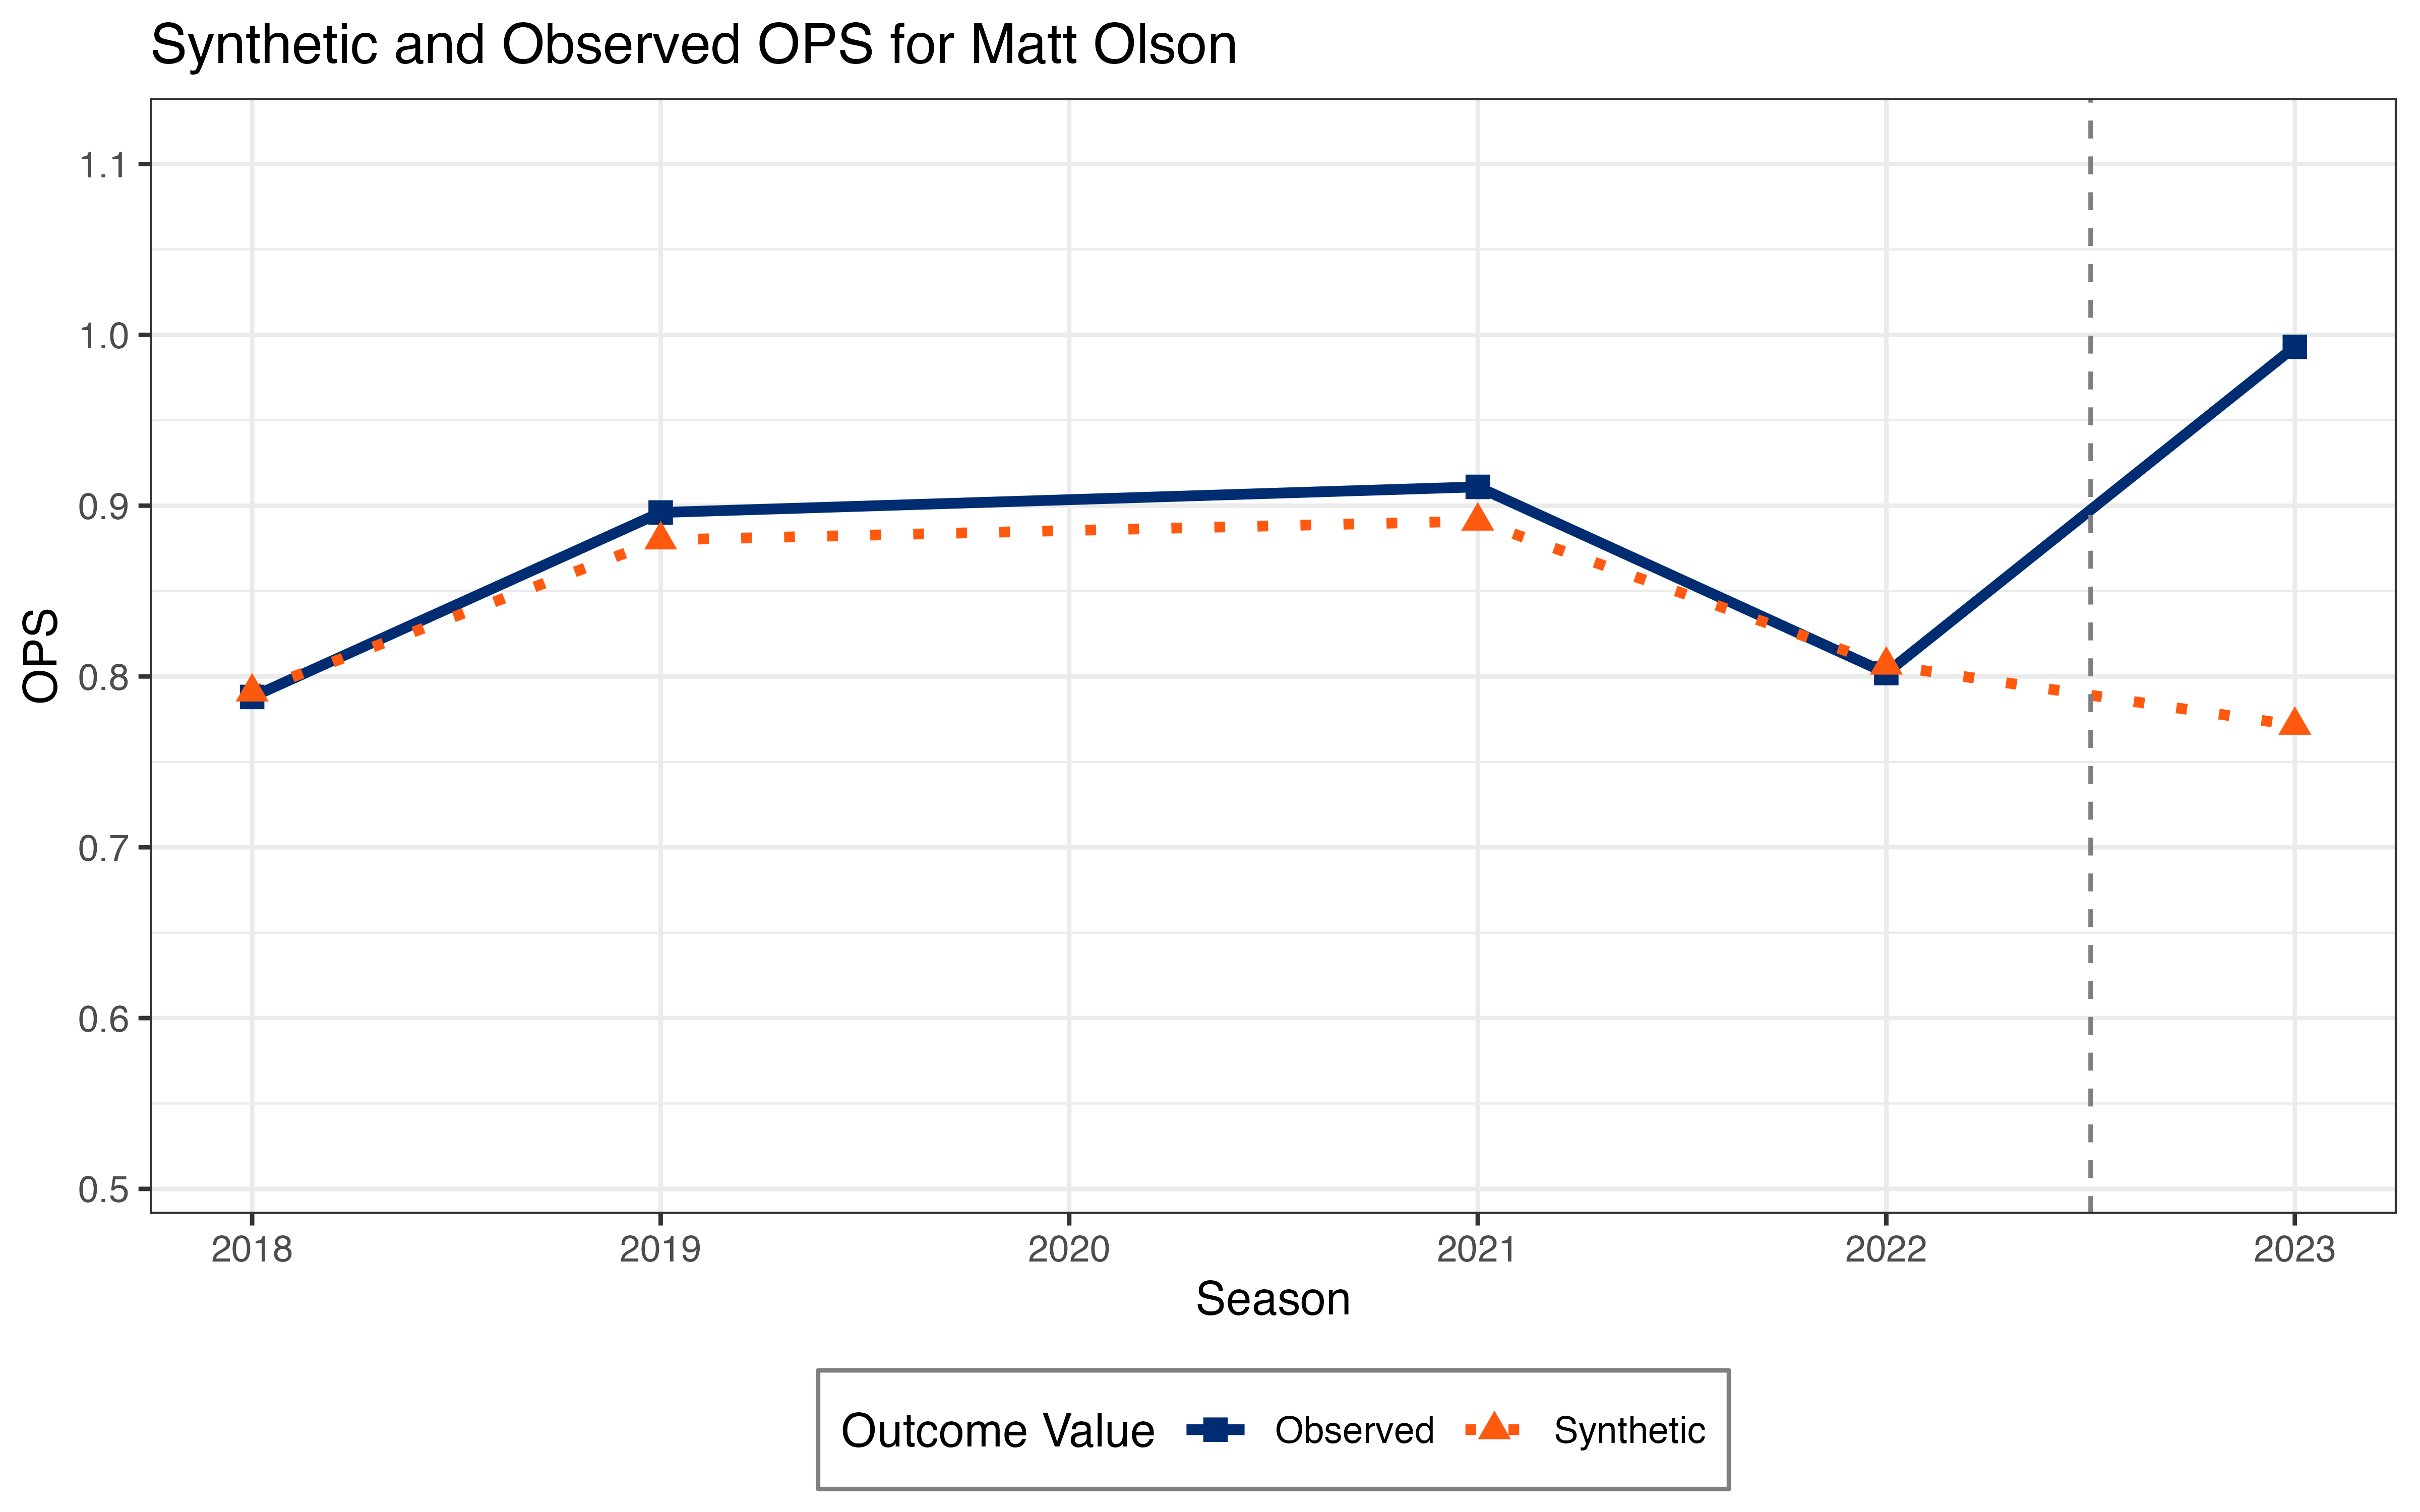 Synthetic and Observed OPS for Matt Olson
1.1
1.0
0.9
0.8
0.7
0.6
0.5
OPS
2018 2019 2020 2021 2022 2023
Season
Outcome Value Observed Synthetic